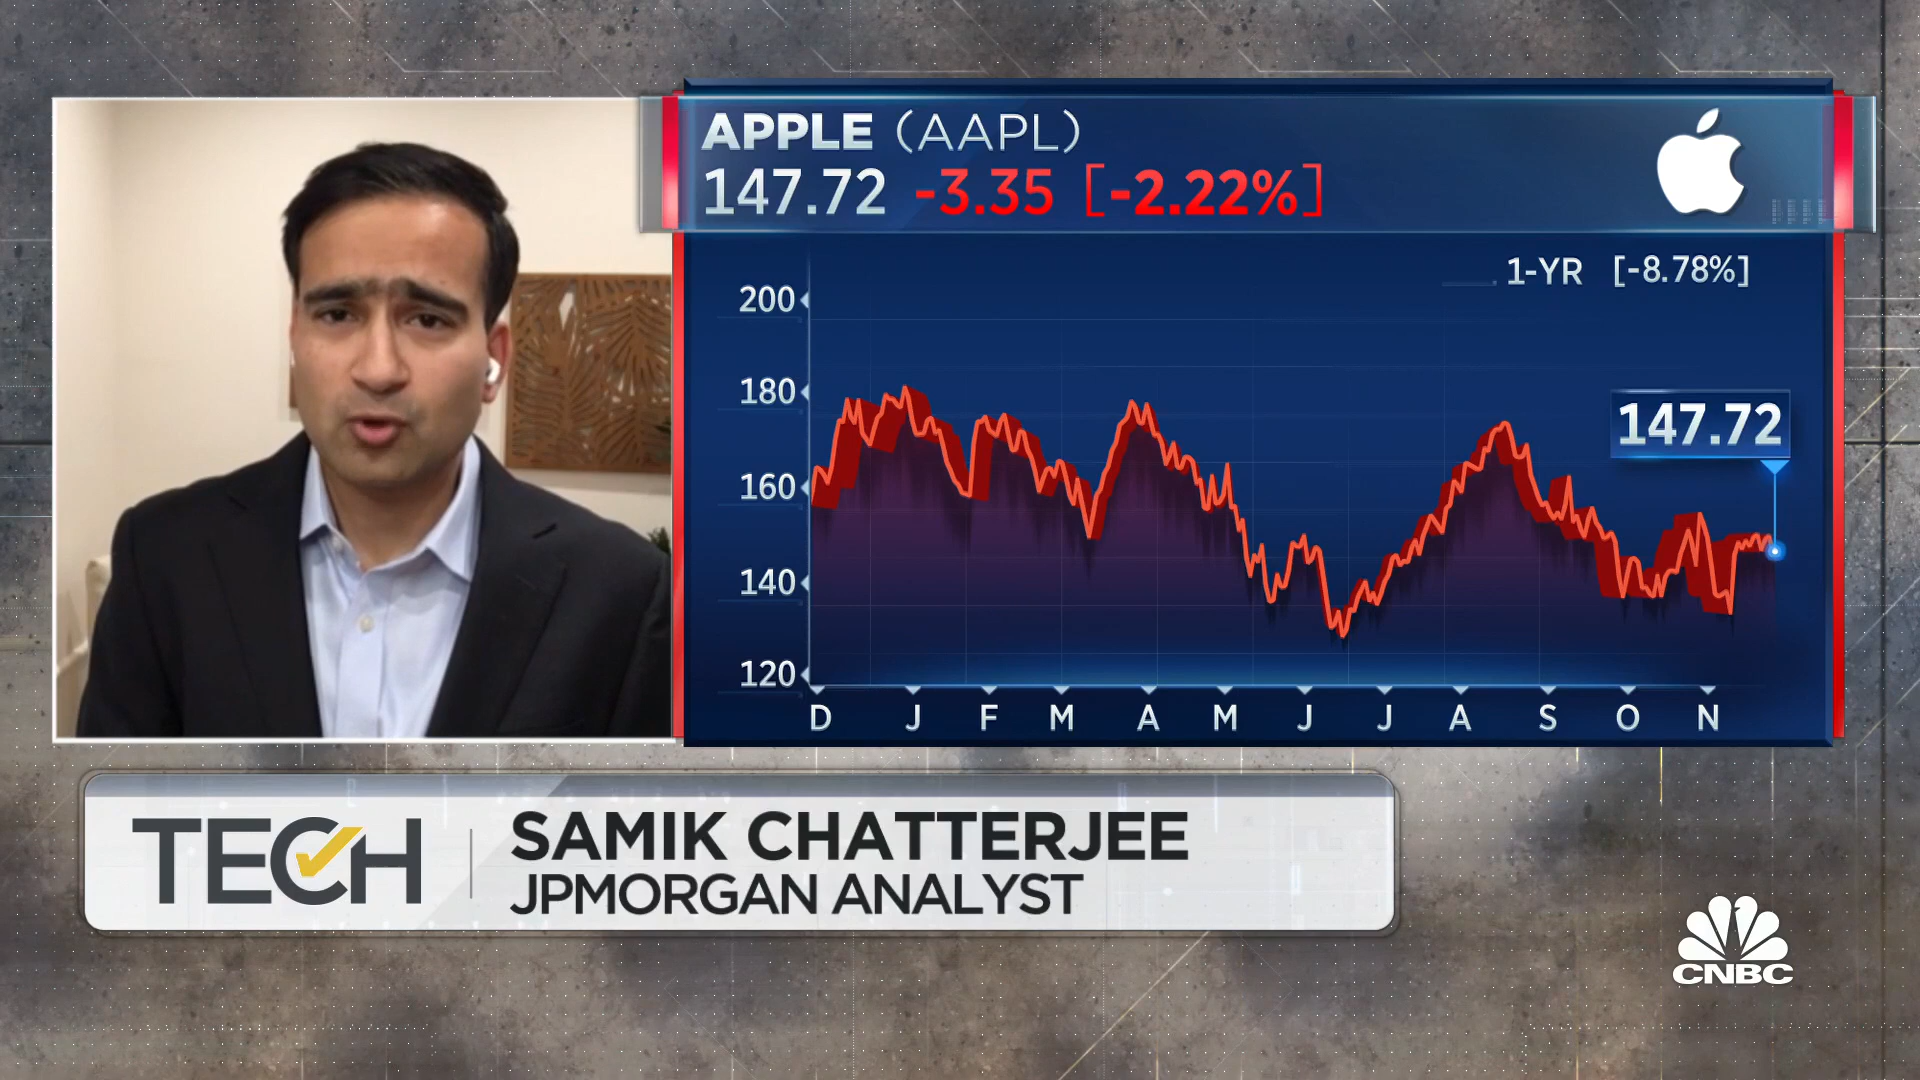 APPLE (AAPL)
147.72 -3.35 [-2.22%]
1-YR [-8.78%]
200
180
160
140
120
147.72
D J F M A M J J A S O N
TECH
SAMIK CHATTERJEE
JPMORGAN ANALYST
CNBC